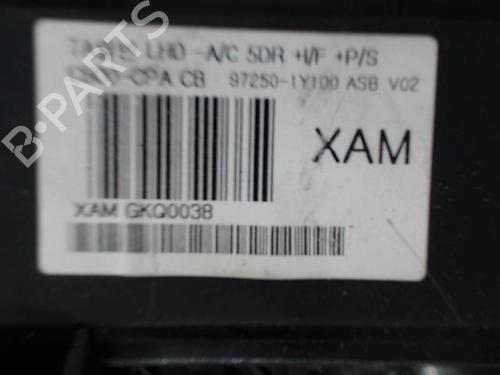 LHD -A/C 5DR +I/F +P/S
-CPA CB 97250-1Y100 ASB V02
XAM
XAM GKQ0038
B-PARTS